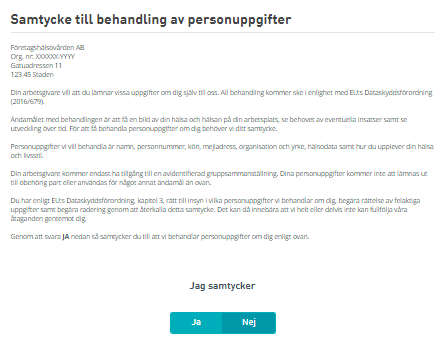 Samtycke till behandling av personuppgifter
Företagshälsovården AB
Org. nr: XXXXXX-YYYY
Gatuadressen 11
123 45 Staden
Din arbetsgivare vill att du lämnar vissa uppgifter om dig själv till oss. All behandling kommer ske i enlighet med EU:s Dataskyddsförordning
(2016/679).
Ändamålet med behandlingen är att få en bild av din hälsa och hälsan på din arbetsplats, se behovet av eventuella insatser samt se
utveckling över tid. För att få behandla personuppgifter om dig behöver vi ditt samtycke.
Personuppgifter vi vill behandla är namn, personnummer, kön, mejladress, organisation och yrke, hälsodata samt hur du upplever din hälsa
och livsstil.
Din arbetsgivare kommer endast ha tillgång till en avidentifierad gruppsammanställning. Dina personuppgifter kommer inte att lämnas ut
till obehörig part eller användas för något annat ändamål än ovan.
Du har enligt EU:s Dataskyddsförordning, kapitel 3, rätt till insyn i vilka personuppgifter vi behandlar om dig, begära rättelse av felaktiga
uppgifter samt begära radering genom att återkalla detta samtycke. Det kan då innebära att vi helt eller delvis inte kan fullfölja våra
åtaganden gentemot dig.
Genom att svara JA nedan så samtycker du till att vi behandlar personuppgifter om dig enligt ovan.
Jag samtycker
Ja Nej